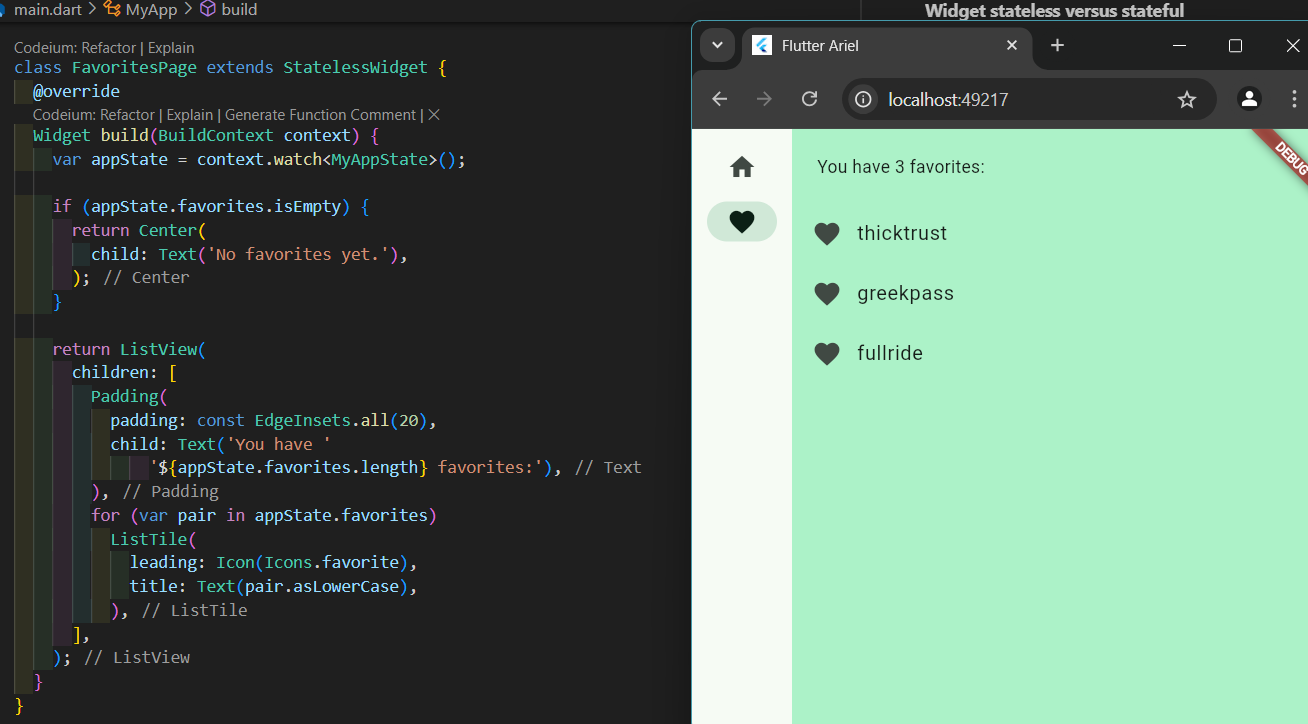 main.dart > MyApp > build
Codeium: Refactor | Explain
class FavoritesPage extends StatelessWidget {
@override
Codeium: Refactor | Explain | Generate Function Comment | ×
Widget build(BuildContext context) {
var appState = context.watch<MyAppState>();
if (appState.favorites.isEmpty) {
return Center(
child: Text('No favorites yet.'),
); // Center
}
return ListView(
children: [
Padding(
padding: const EdgeInsets.all(20),
child: Text('You have '
'${appState.favorites.length} favorites:'), // Text
), // Padding
for (var pair in appState.favorites)
ListTile(
leading: Icon(Icons.favorite),
title: Text(pair.asLowerCase),
), // ListTile
],
); // ListView
}
}
Widget stateless versus stateful
Flutter Ariel
localhost:49217
DEBUG
You have 3 favorites:
thicktrust
greekpass
fullride